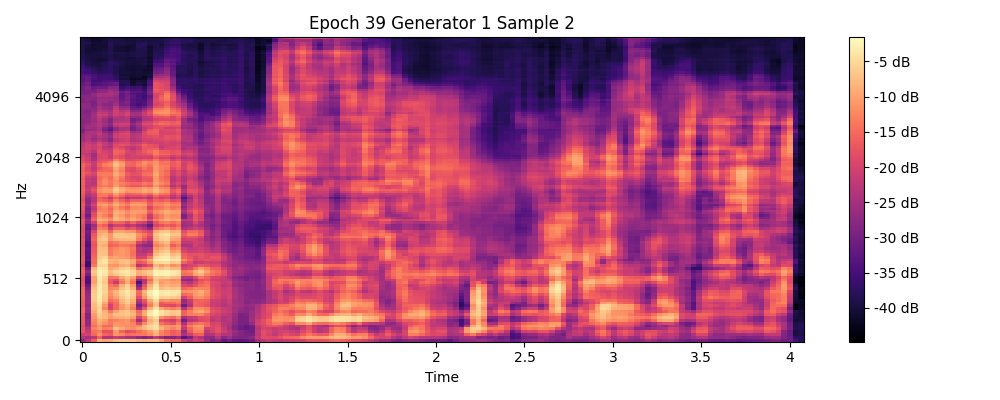 Epoch 39 Generator 1 Sample 2
Hz
4096
2048
1024
512
0
0 0.5 1 1.5 2 2.5 3 3.5 4
Time
-5 dB
-10 dB
-15 dB
-20 dB
-25 dB
-30 dB
-35 dB
-40 dB